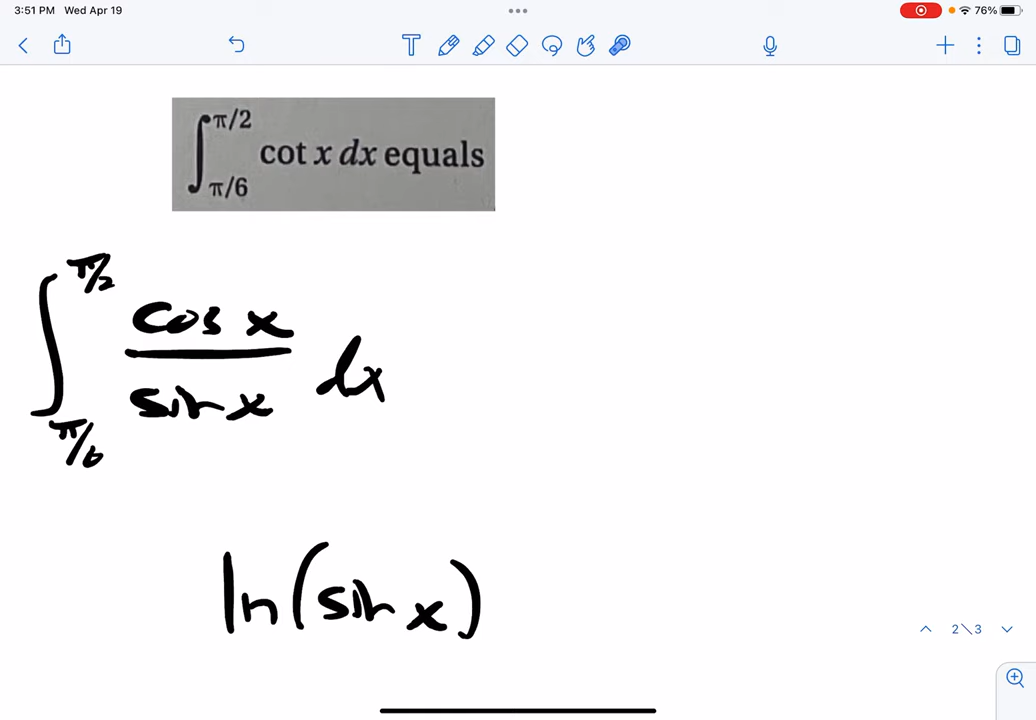 3:51 PM Wed Apr 19
76%
∫_{π/6}^{π/2} cot x dx equals
∫_{π/6}^{π/2} cos x / sin x dx
ln(sin x)
2\3